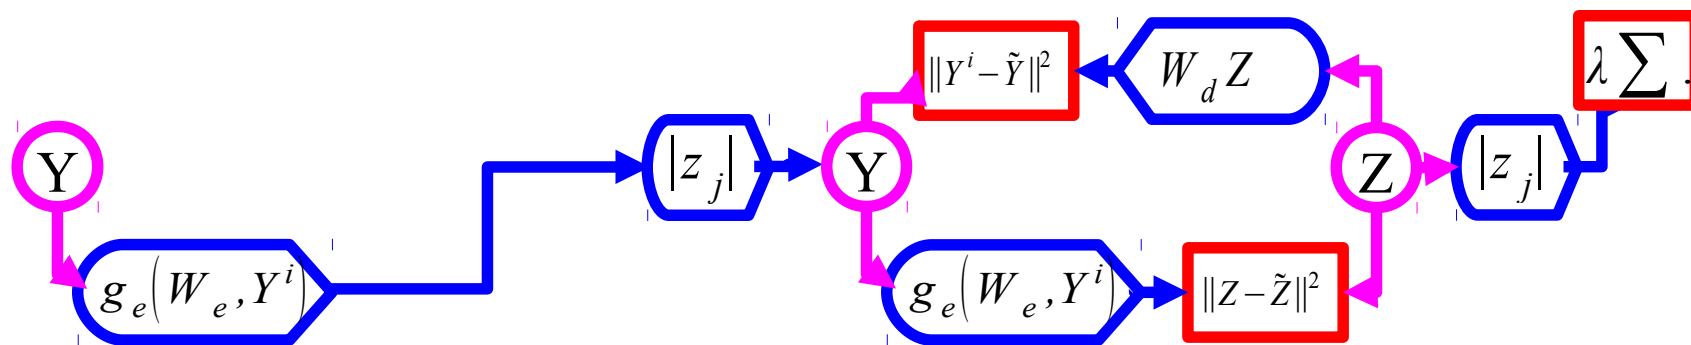 ‖Y^i − Ỹ‖²
W_d Z
λ ∑ .
Y
|z_j|
Y
Z
|z_j|
g_e(W_e, Y^i)
g_e(W_e, Y^i)
‖Z − Z̃‖²